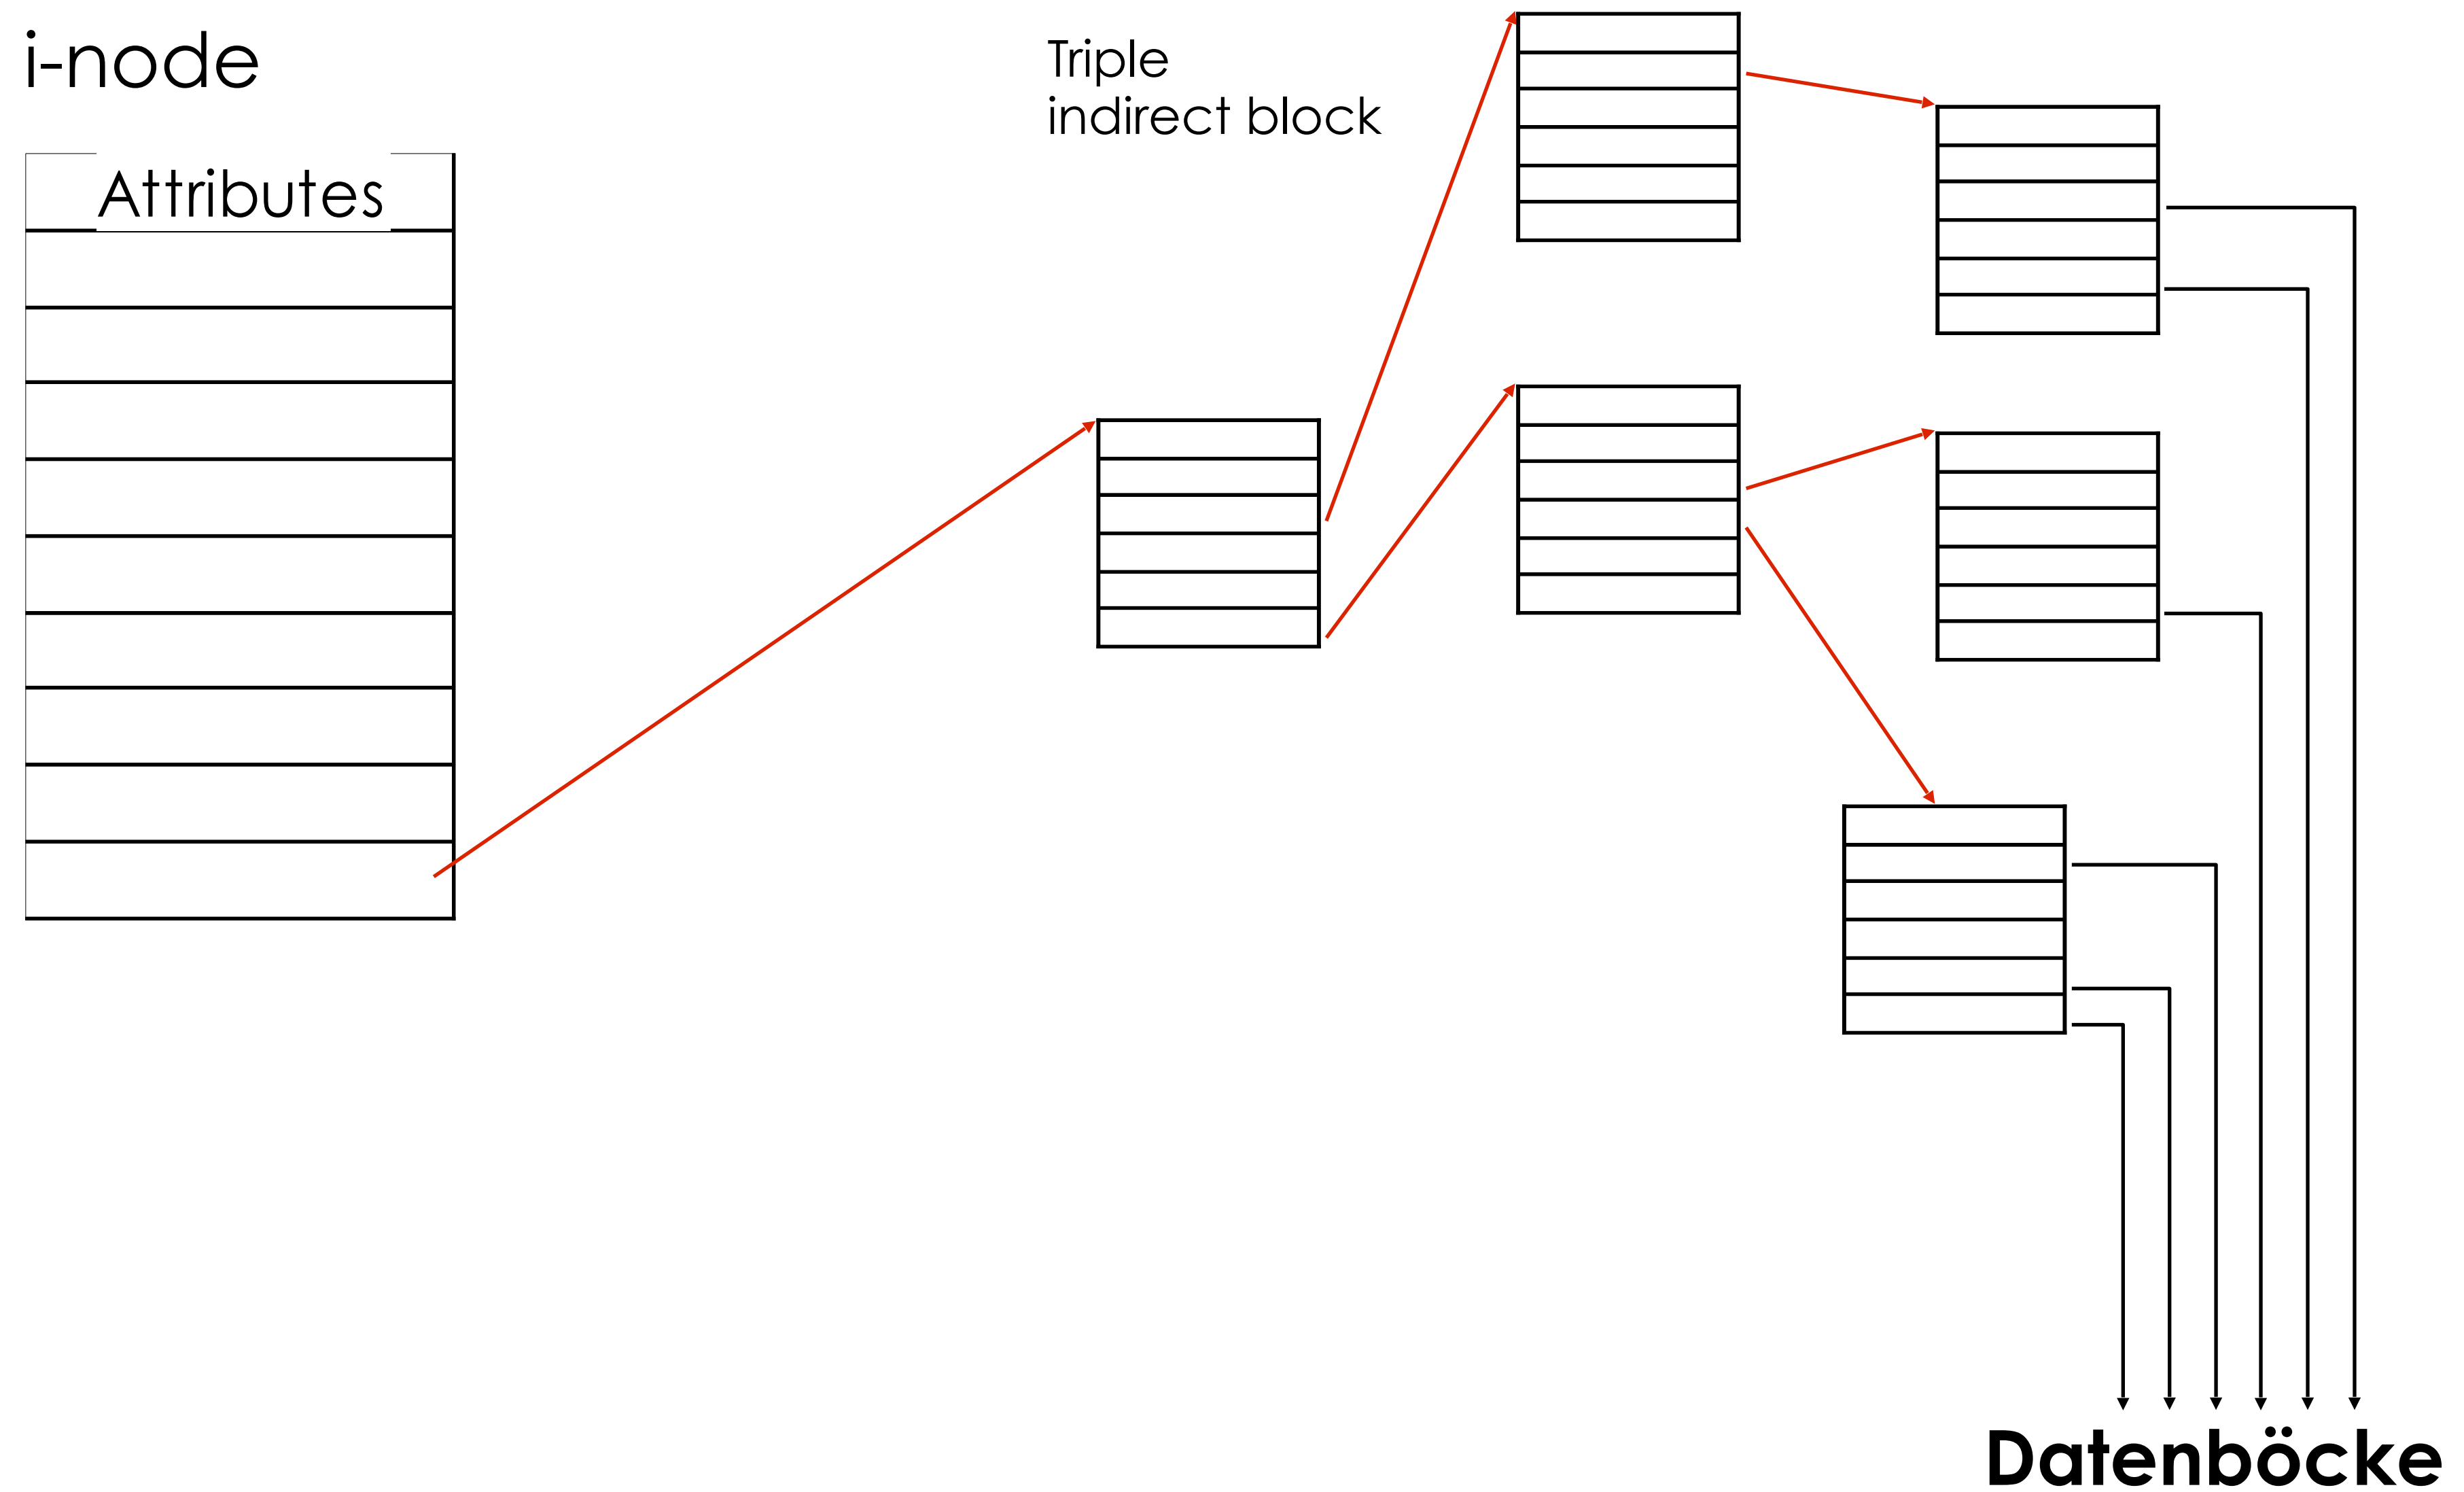 i-node
Triple
indirect block
Attributes
Datenböcke